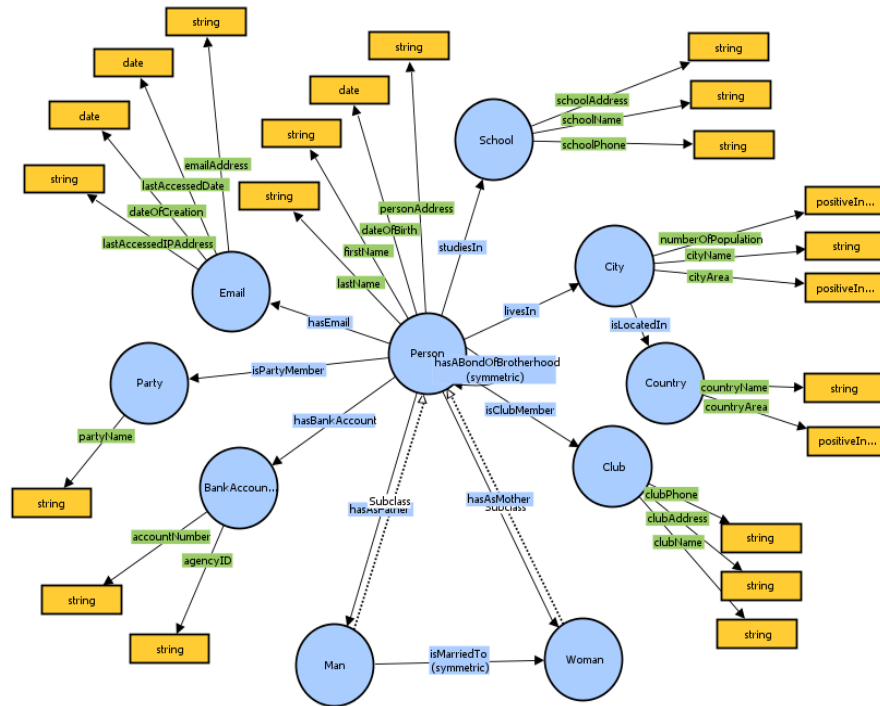 string
date
string
string
date
schoolAddress
string
date
schoolName
string
string
School
schoolPhone
string
emailAddress
string
string
lastAccessedDate
personAddress
positiveIn...
dateOfCreation
dateOfBirth
studiesIn
numberOfPopulation
lastAccessedIPAddress
firstName
cityName
string
City
cityArea
lastName
positiveIn...
Email
hasEmail
livesIn
isLocatedIn
Person
hasABondOfBrotherhood
(symmetric)
Party
isPartyMember
Country
countryName
string
countryArea
isClubMember
hasBankAccount
partyName
positiveIn...
Club
hasAsMother
Subclass
BankAccoun...
clubPhone
string
Subclass
hasAsFather
clubAddress
accountNumber
clubName
string
agencyID
string
string
string
string
isMarriedTo
(symmetric)
Man
Woman